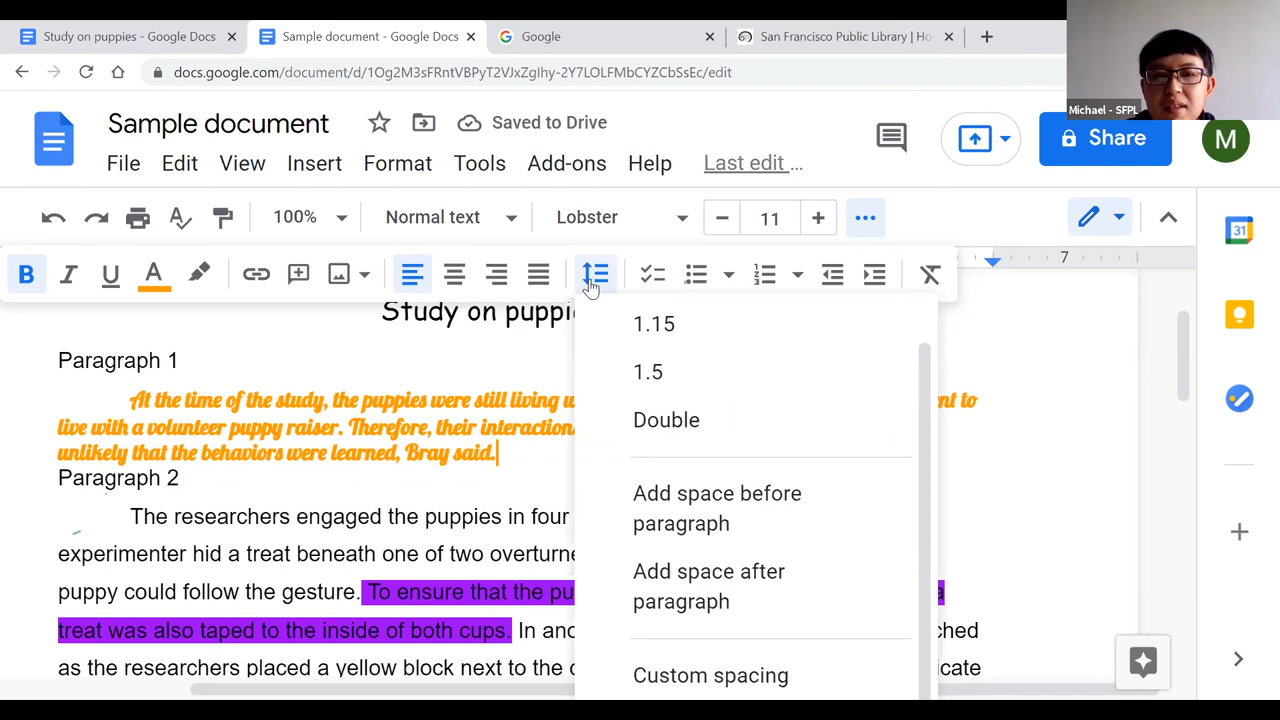 Study on puppies - Google Docs
Sample document - Google Docs
Google
San Francisco Public Library | Ho
docs.google.com/document/d/1Og2M3sFRntVBPyT2VJxZglhy-2Y7LOLFMbCYZCbSsEc/edit
Michael - SFPL
Sample document
Saved to Drive
Share
M
File Edit View Insert Format Tools Add-ons Help Last edit ...
100% Normal text Lobster 11
B I U A
7
31
Study on puppie
1.15
Paragraph 1
1.5
At the time of the study, the puppies were still living w
nt to
Double
live with a volunteer puppy raiser. Therefore, their interaction
unlikely that the behaviors were learned, Bray said.
Paragraph 2
Add space before
paragraph
The researchers engaged the puppies in four
experimenter hid a treat beneath one of two overturne
Add space after
paragraph
puppy could follow the gesture. To ensure that the pu
a
treat was also taped to the inside of both cups. In ano
ched
as the researchers placed a yellow block next to the c
icate
Custom spacing